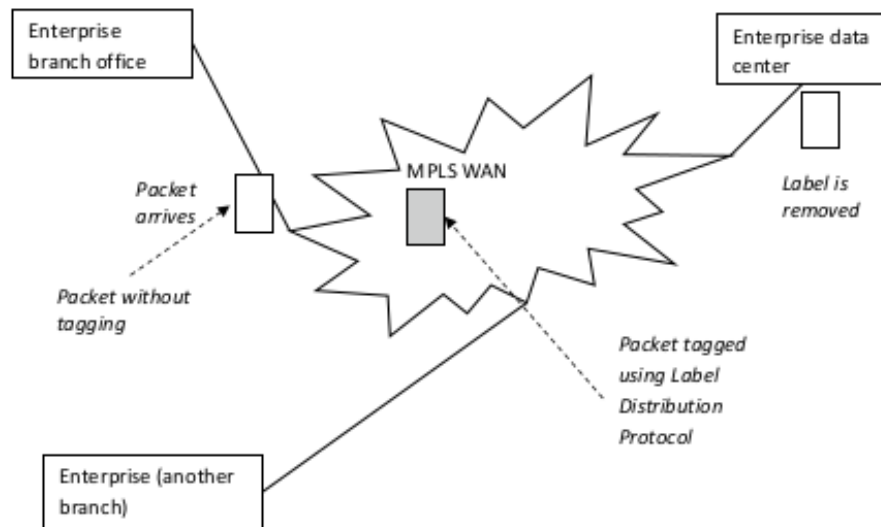 Enterprise
branch office
Enterprise data
center
MPLS WAN
Packet
arrives
Label is
removed
Packet without
tagging
Packet tagged
using Label
Distribution
Protocol
Enterprise (another
branch)